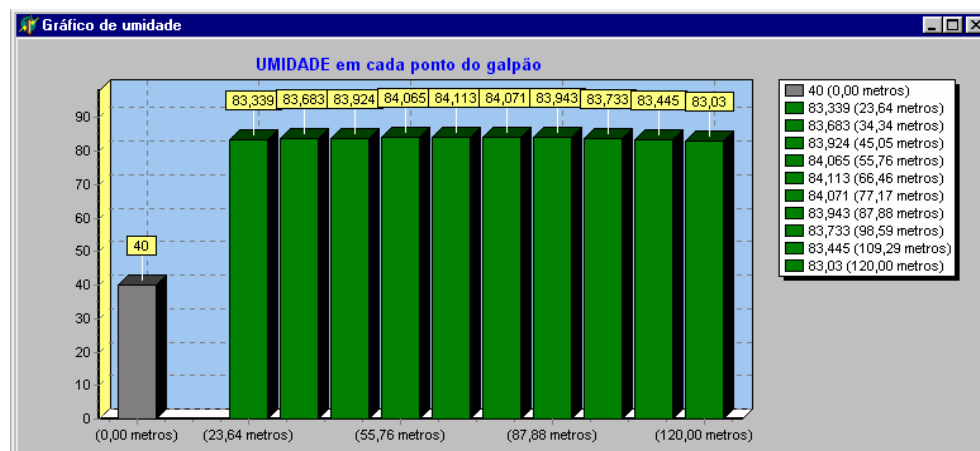 Gráfico de umidade
UMIDADE em cada ponto do galpão
83,339 83,683 83,924 84,065 84,113 84,071 83,943 83,733 83,445 83,03
40
90
80
70
60
50
40
30
20
10
0
(0,00 metros) (23,64 metros) (55,76 metros) (87,88 metros) (120,00 metros)
40 (0,00 metros)
83,339 (23,64 metros)
83,683 (34,34 metros)
83,924 (45,05 metros)
84,065 (55,76 metros)
84,113 (66,46 metros)
84,071 (77,17 metros)
83,943 (87,88 metros)
83,733 (98,59 metros)
83,445 (109,29 metros)
83,03 (120,00 metros)